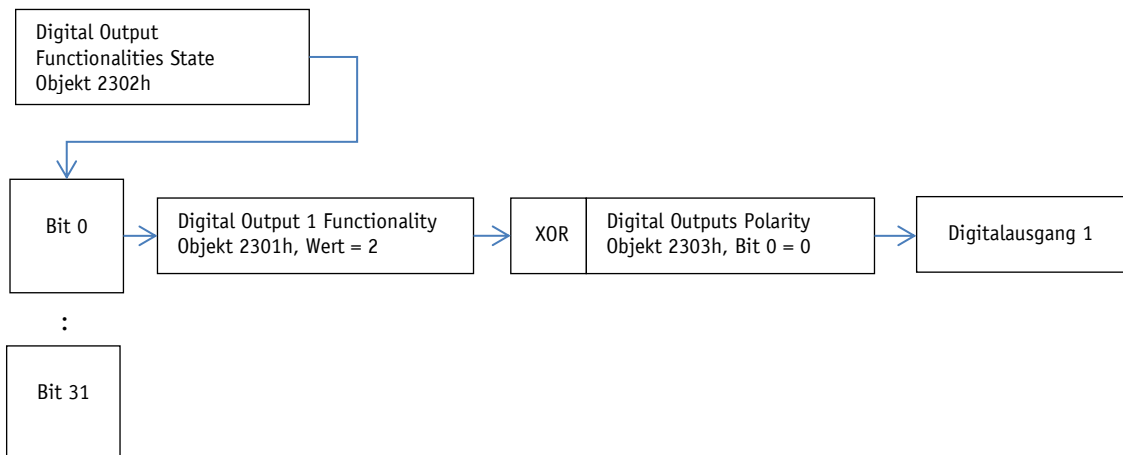 Digital Output
Functionalities State
Objekt 2302h
Bit 0
Digital Output 1 Functionality
Objekt 2301h, Wert = 2
XOR
Digital Outputs Polarity
Objekt 2303h, Bit 0 = 0
Digitalausgang 1
:
Bit 31